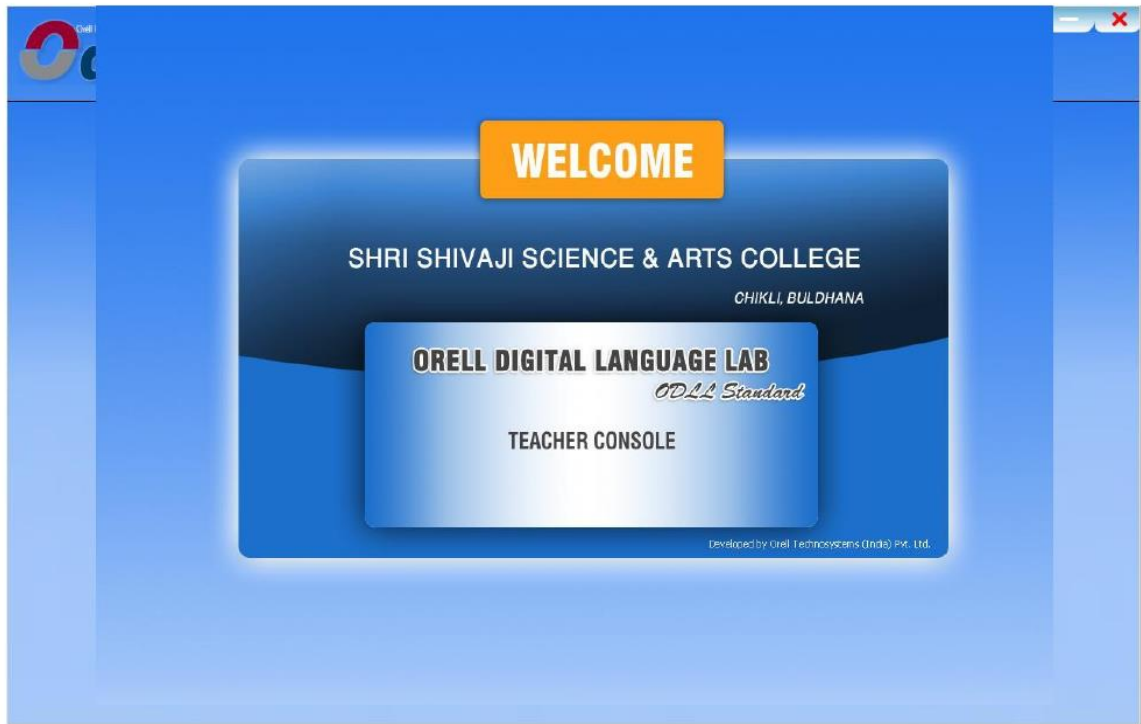 Orell
WELCOME
SHRI SHIVAJI SCIENCE & ARTS COLLEGE
CHIKLI, BULDHANA
ORELL DIGITAL LANGUAGE LAB
ODLL Standard
TEACHER CONSOLE
Developed by Orell Technosystems (India) Pvt. Ltd.